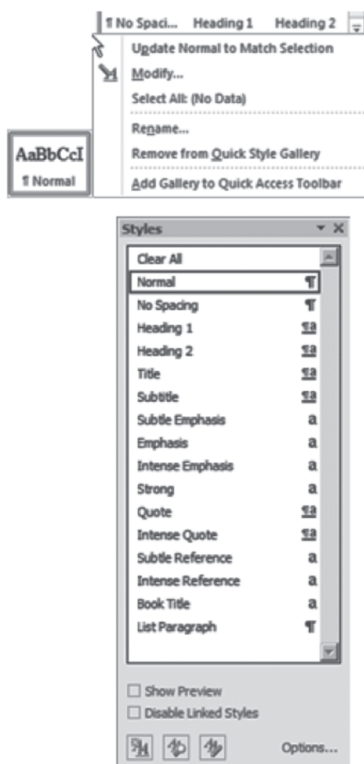 ¶ No Spaci... Heading 1 Heading 2
Update Normal to Match Selection
Modify...
Select All: (No Data)
Rename...
Remove from Quick Style Gallery
Add Gallery to Quick Access Toolbar
AaBbCcI
¶ Normal
Styles
Clear All
Normal ¶
No Spacing ¶
Heading 1 ¶a
Heading 2 ¶a
Title ¶a
Subtitle ¶a
Subtle Emphasis a
Emphasis a
Intense Emphasis a
Strong a
Quote ¶a
Intense Quote ¶a
Subtle Reference a
Intense Reference a
Book Title a
List Paragraph ¶
Show Preview
Disable Linked Styles
Options...